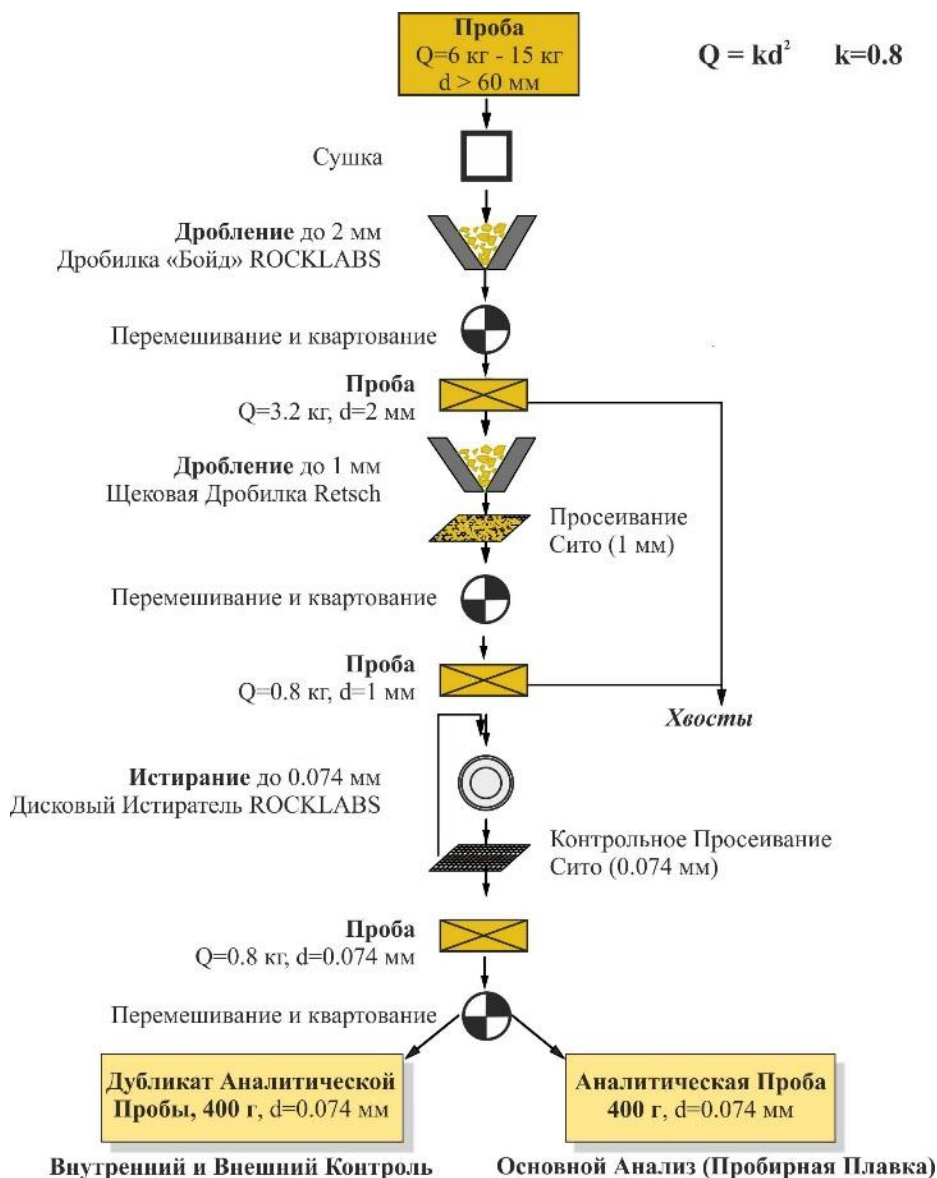 Проба
Q=6 кг - 15 кг
d > 60 мм
Q = kd² k=0.8
Сушка
Дробление до 2 мм
Дробилка «Бойд» ROCKLABS
Перемешивание и квартование
Проба
Q=3.2 кг, d=2 мм
Дробление до 1 мм
Щековая Дробилка Retsch
Просеивание
Сито (1 мм)
Перемешивание и квартование
Проба
Q=0.8 кг, d=1 мм
Хвосты
Истирание до 0.074 мм
Дисковый Истиратель ROCKLABS
Контрольное Просеивание
Сито (0.074 мм)
Проба
Q=0.8 кг, d=0.074 мм
Перемешивание и квартование
Дубликат Аналитической
Пробы, 400 г, d=0.074 мм
Аналитическая Проба
400 г, d=0.074 мм
Внутренний и Внешний Контроль
Основной Анализ (Пробирная Плавка)